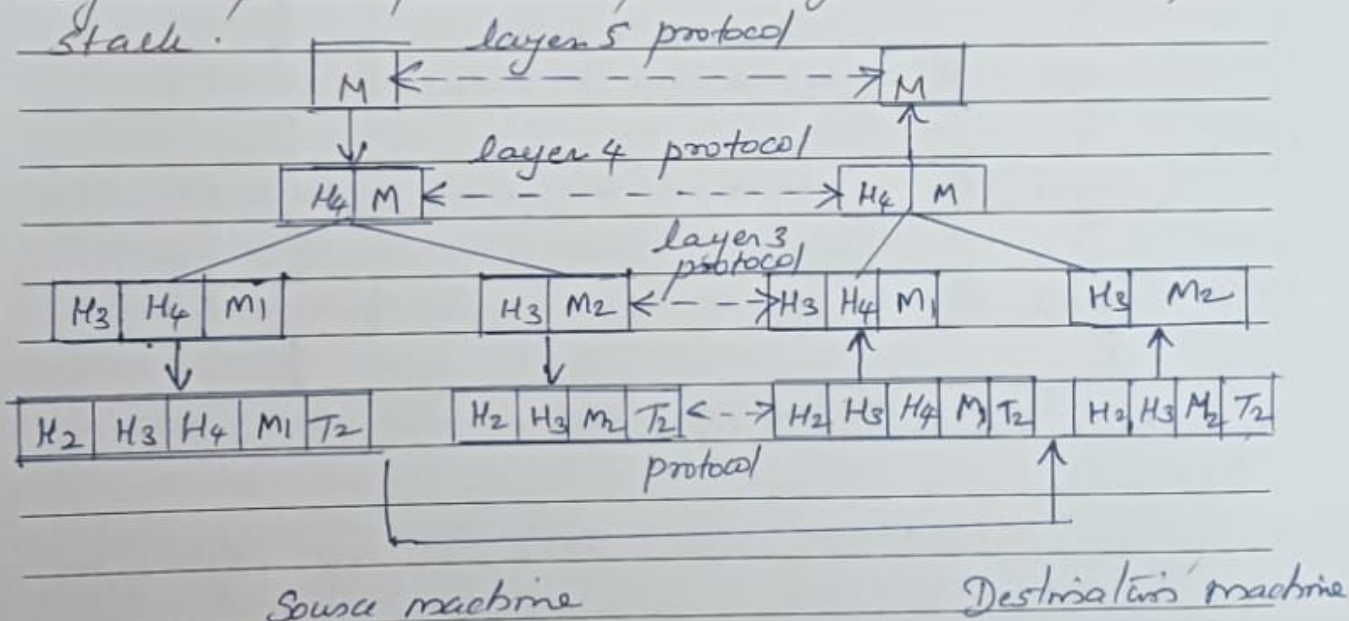 Stack.
layer 5 protocol
M M
layer 4 protocol
H4 M H4 M
layer 3
protocol
H3 H4 M1 H3 M2 H3 H4 M1 H3 M2
H2 H3 H4 M1 T2 H2 H3 M2 T2 H2 H3 H4 M1 T2 H2 H3 M2 T2
protocol
Source machine Destination machine